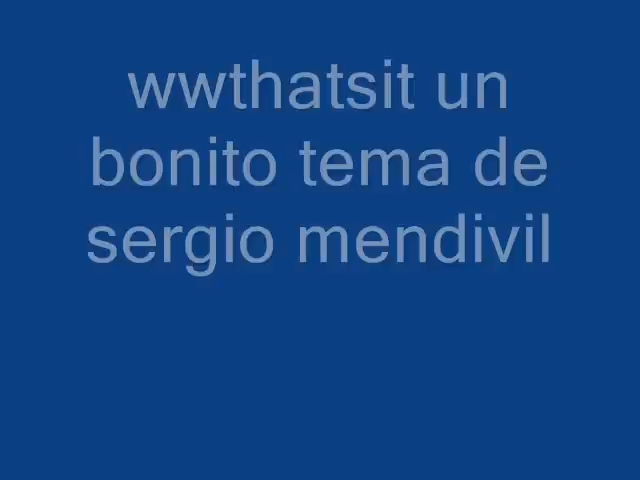 wwthatsit un
bonito tema de
sergio mendivil